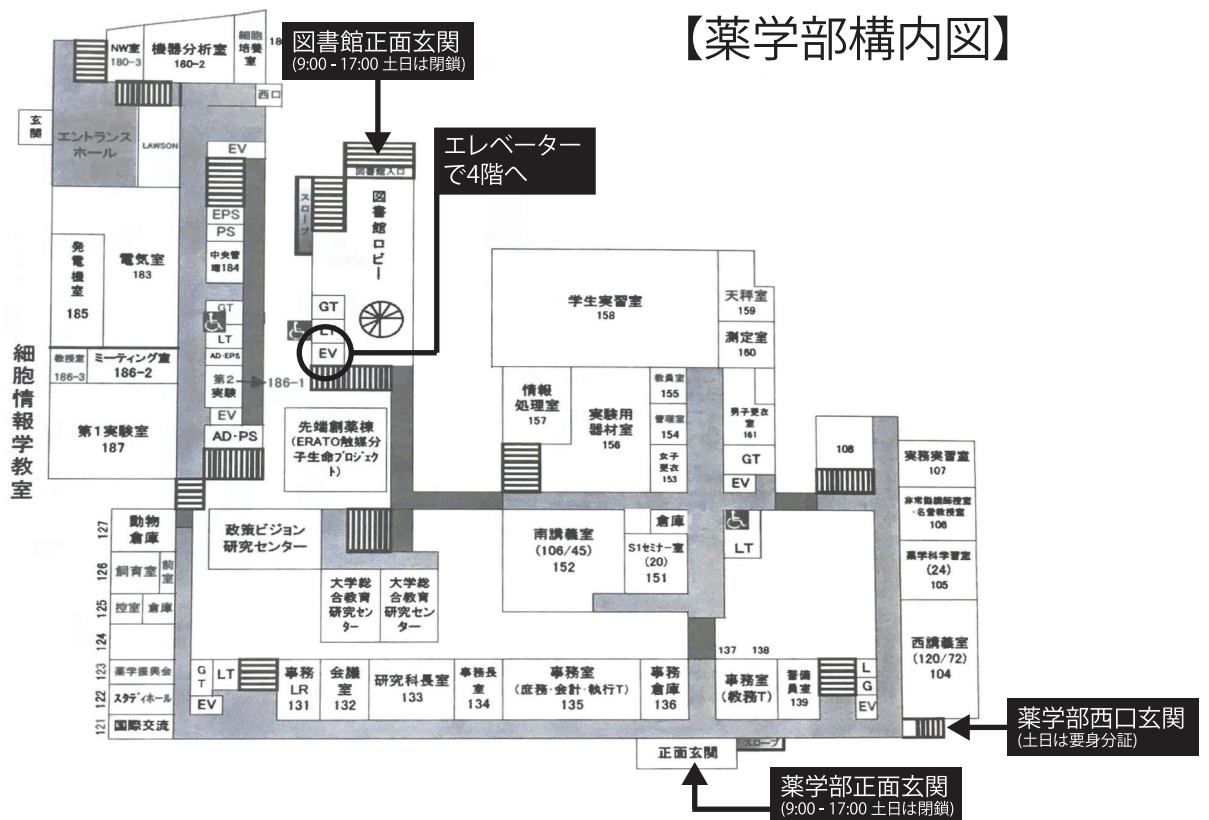 【薬学部構内図】
図書館正面玄関
(9:00 - 17:00 土日は閉鎖)
エレベーター
で4階へ
NW室
180-3
機器分析室
180-2
細胞
培養
室
18
西口
玄関
エントランス
ホール
LAWSON
EV
EPS
PS
中央管
理184
GT
LT
AD-EPS
第2
実験
186-1
EV
AD-PS
発電機室
185
電気室
183
教授室
186-3
ミーティング室
186-2
第1実験室
187
細胞情報学教室
図書館入口
スロープ
図書館ロビー
GT
LT
EV
先端創薬棟
(ERATO触媒分
子生命プロジェク
ト)
学生実習室
158
天秤室
159
測定室
160
情報
処理室
157
実験用
器材室
156
教員室
155
管理室
154
女子
更衣
153
男子更衣
室
161
GT
EV
LT
108
実務実習室
107
非常勤講師控室
・名誉教授室
106
薬学科学習室
(24)
105
西講義室
(120/72)
104
127
動物
倉庫
126
飼育室
前室
125
控室
倉庫
124
123
薬学振興会
122
スタディホール
121
国際交流
政策ビジョン
研究センター
大学総
合教育
研究セン
ター
大学総
合教育
研究セン
ター
南講義室
(106/45)
152
倉庫
S1セミナー室
(20)
151
GT
LT
EV
事務
LR
131
会議
室
132
研究科長室
133
事務長
室
134
事務室
(庶務・会計・執行T)
135
事務
倉庫
136
137
138
事務室
(教務T)
警備
員室
139
L
G
EV
正面玄関
スロープ
薬学部西口玄関
(土日は要身分証)
薬学部正面玄関
(9:00 - 17:00 土日は閉鎖)